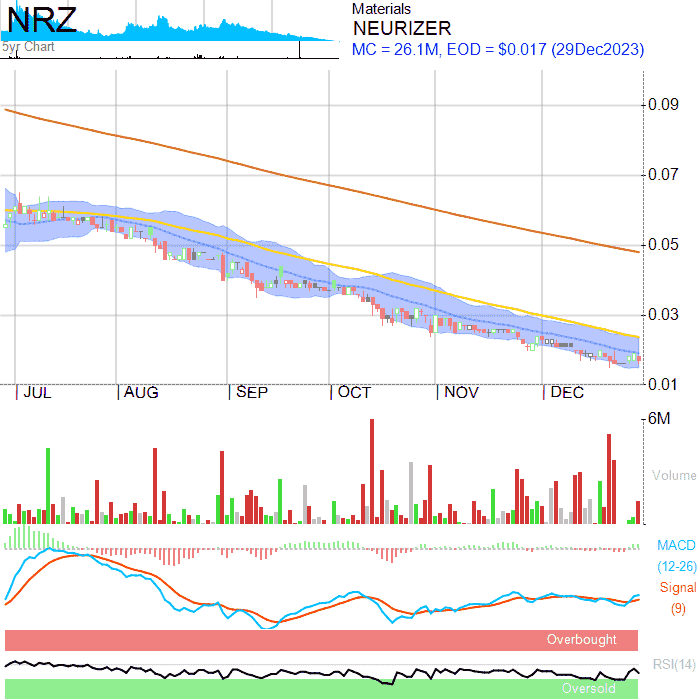 NRZ
5yr Chart
Materials
NEURIZER
MC = 26.1M, EOD = $0.017 (29Dec2023)
0.09
0.07
0.05
0.03
0.01
JUL AUG SEP OCT NOV DEC
6M
Volume
MACD
(12-26)
Signal
(9)
Overbought
RSI(14)
Oversold